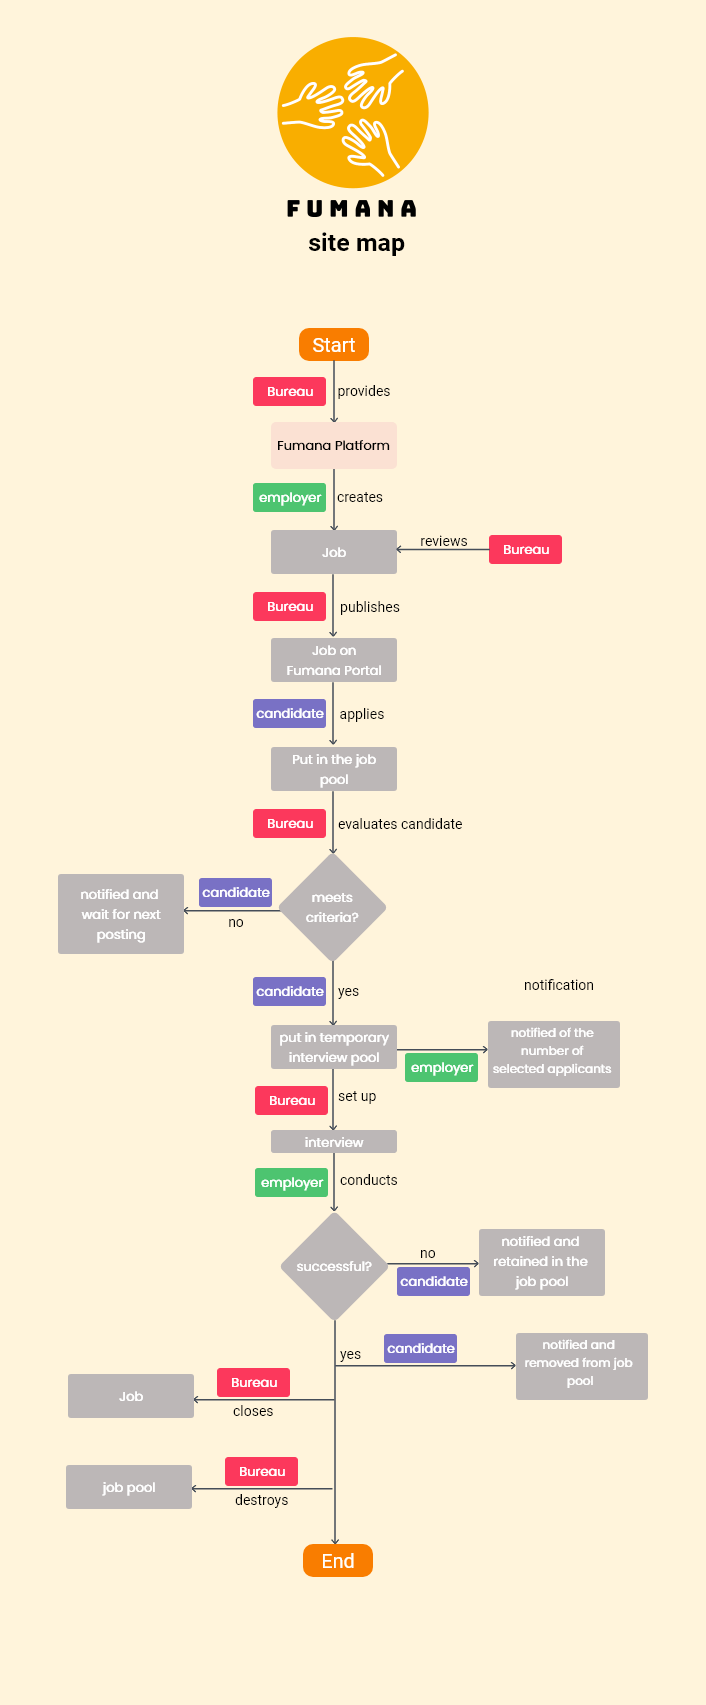 FUMANA
site map
Start
Bureau provides
Fumana Platform
employer creates
Job
reviews
Bureau
Bureau publishes
Job on
Fumana Portal
candidate applies
Put in the job
pool
Bureau evaluates candidate
meets
criteria?
candidate
no
notified and
wait for next
posting
candidate yes
notification
put in temporary
interview pool
employer
notified of the
number of
selected applicants
Bureau set up
interview
employer conducts
successful?
no
candidate
notified and
retained in the
job pool
yes
candidate
notified and
removed from job
pool
Bureau
closes
Job
Bureau
destroys
job pool
End